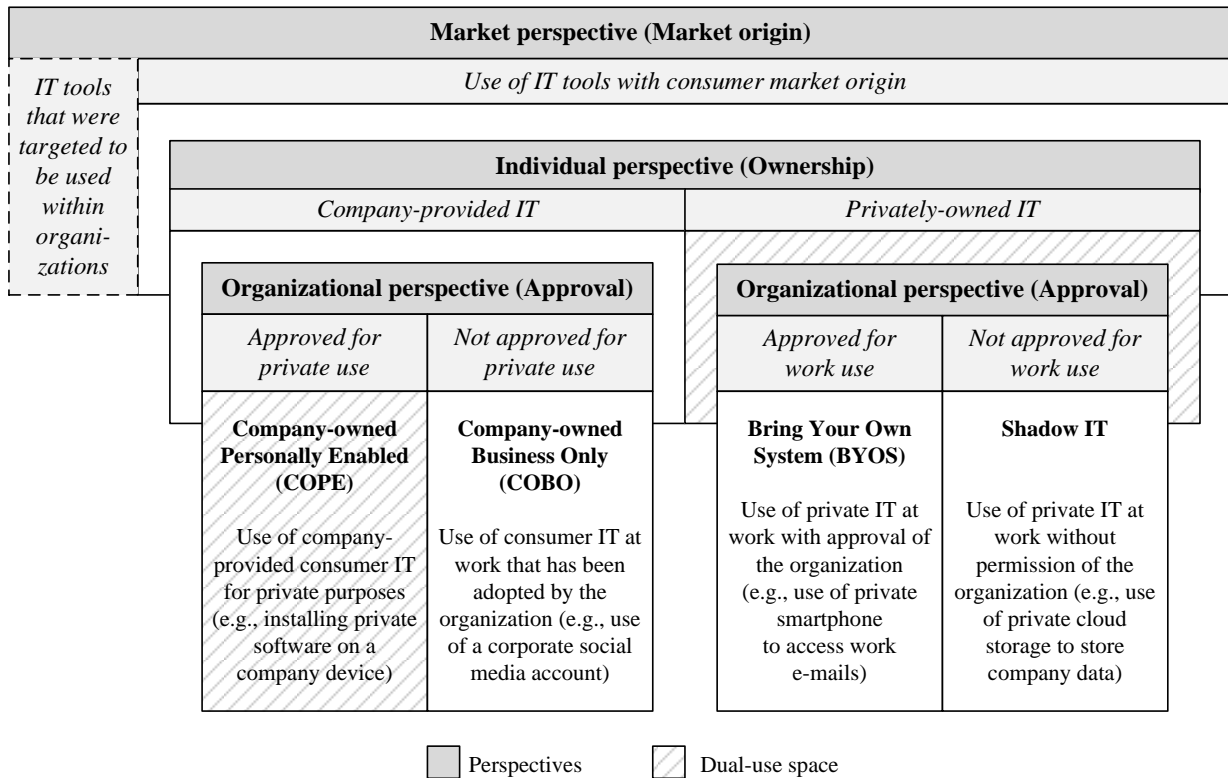 Market perspective (Market origin)
IT tools
that were
targeted to
be used
within
organi-
zations
Use of IT tools with consumer market origin
Individual perspective (Ownership)
Company-provided IT
Privately-owned IT
Organizational perspective (Approval)
Approved for
private use
Not approved for
private use
Company-owned
Personally Enabled
(COPE)
Use of company-
provided consumer IT
for private purposes
(e.g., installing private
software on a
company device)
Company-owned
Business Only
(COBO)
Use of consumer IT at
work that has been
adopted by the
organization (e.g., use
of a corporate social
media account)
Organizational perspective (Approval)
Approved for
work use
Not approved for
work use
Bring Your Own
System (BYOS)
Use of private IT at
work with approval of
the organization
(e.g., use of private
smartphone
to access work
e-mails)
Shadow IT
Use of private IT at
work without
permission of the
organization (e.g., use
of private cloud
storage to store
company data)
Perspectives
Dual-use space